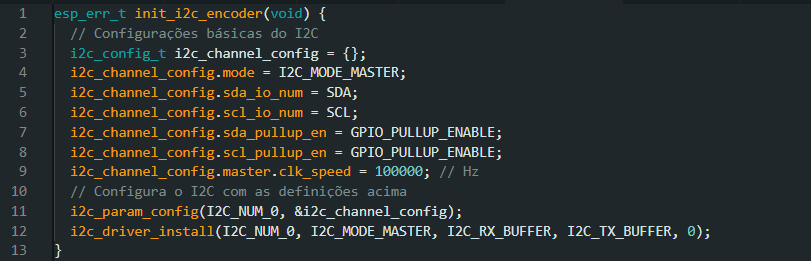 1 esp_err_t init_i2c_encoder(void) {
2 // Configurações básicas do I2C
3 i2c_config_t i2c_channel_config = {};
4 i2c_channel_config.mode = I2C_MODE_MASTER;
5 i2c_channel_config.sda_io_num = SDA;
6 i2c_channel_config.scl_io_num = SCL;
7 i2c_channel_config.sda_pullup_en = GPIO_PULLUP_ENABLE;
8 i2c_channel_config.scl_pullup_en = GPIO_PULLUP_ENABLE;
9 i2c_channel_config.master.clk_speed = 100000; // Hz
10 // Configura o I2C com as definições acima
11 i2c_param_config(I2C_NUM_0, &i2c_channel_config);
12 i2c_driver_install(I2C_NUM_0, I2C_MODE_MASTER, I2C_RX_BUFFER, I2C_TX_BUFFER, 0);
13 }